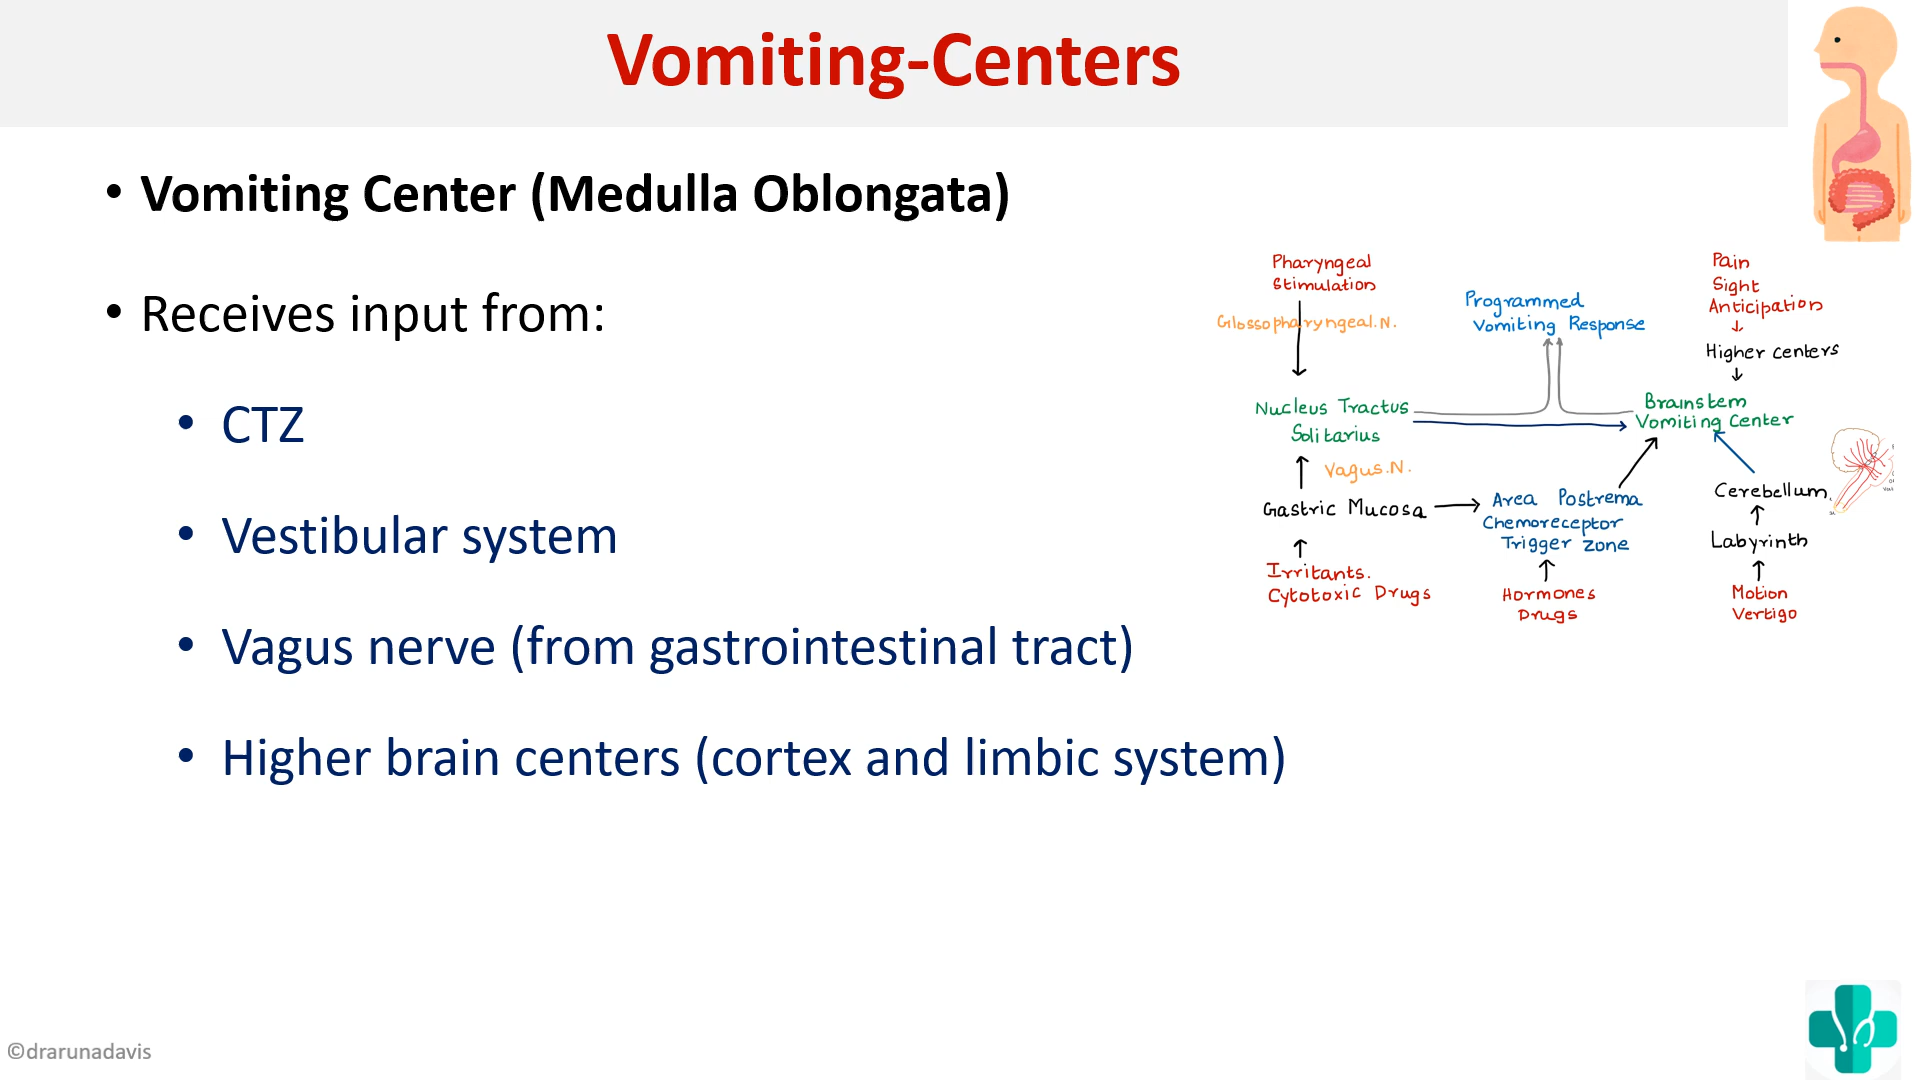 Vomiting-Centers
• Vomiting Center (Medulla Oblongata)
• Receives input from:
• CTZ
• Vestibular system
• Vagus nerve (from gastrointestinal tract)
• Higher brain centers (cortex and limbic system)
Pharyngeal
Stimulation
Glossopharyngeal.N.
Nucleus Tractus
Solitarius
Vagus.N.
Gastric Mucosa
Irritants.
Cytotoxic Drugs
Programmed
Vomiting Response
Area Postrema
Chemoreceptor
Trigger Zone
Hormones
Drugs
Pain
Sight
Anticipation
Higher centers
Brainstem
Vomiting Center
Cerebellum
Labyrinth
Motion
Vertigo
©drarunadavis